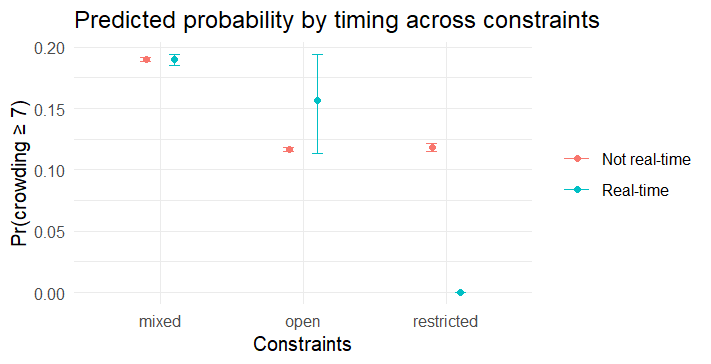 Predicted probability by timing across constraints
Pr(crowding ≥ 7)
0.20
0.15
0.10
0.05
0.00
mixed open restricted
Constraints
Not real-time
Real-time